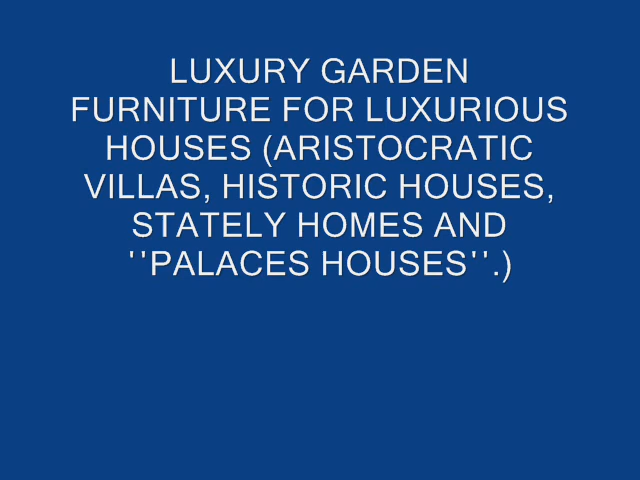 LUXURY GARDEN
FURNITURE FOR LUXURIOUS
HOUSES (ARISTOCRATIC
VILLAS, HISTORIC HOUSES,
STATELY HOMES AND
''PALACES HOUSES''.)